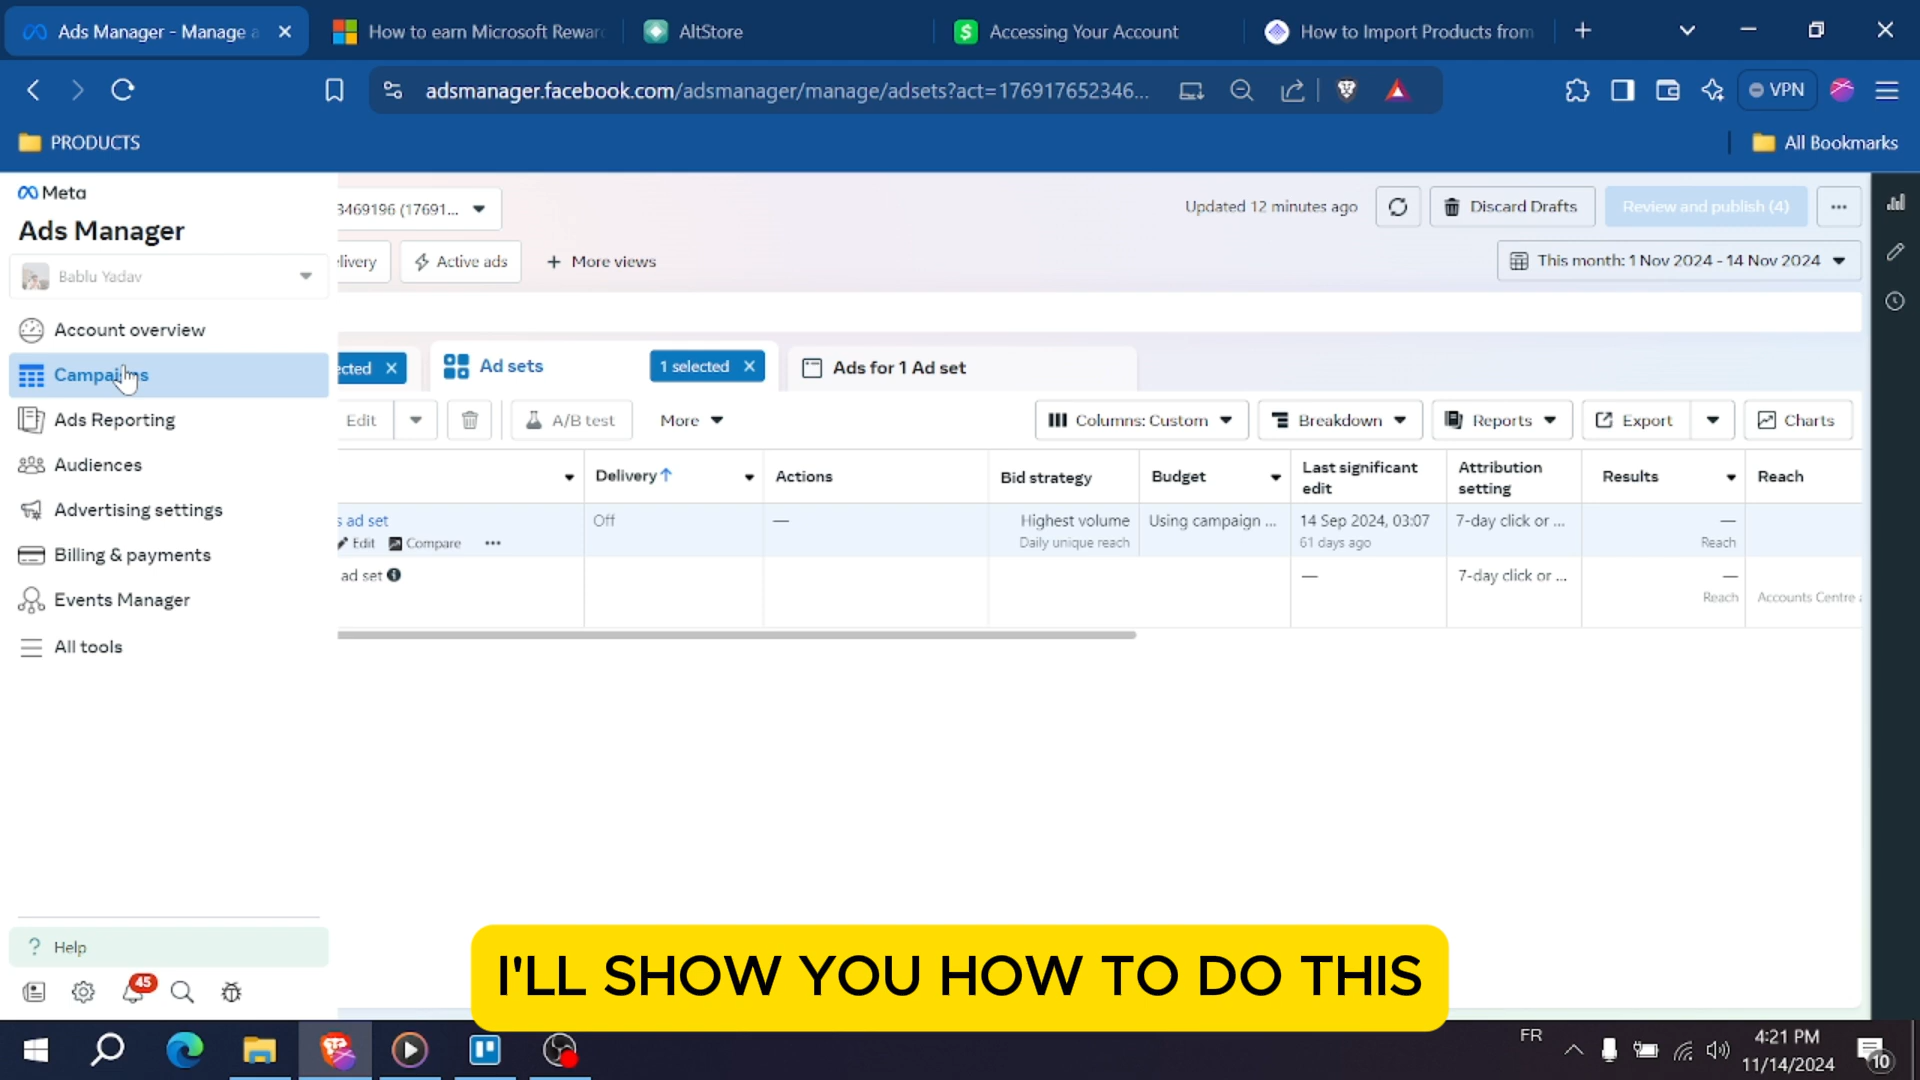 Ads Manager - Manage a
How to earn Microsoft Rewar
AltStore
Accessing Your Account
How to Import Products from
adsmanager.facebook.com/adsmanager/manage/adsets?act=176917652346...
VPN
PRODUCTS
All Bookmarks
Meta
Ads Manager
Bablu Yadav
Account overview
Campaigns
Ads Reporting
Audiences
Advertising settings
Billing & payments
Events Manager
All tools
Help
45
3469196 (17691...
Updated 12 minutes ago
Discard Drafts
Review and publish (4)
livery
Active ads
+ More views
This month: 1 Nov 2024 - 14 Nov 2024
ected
Ad sets
1 selected
Ads for 1 Ad set
Edit
A/B test
More
Columns: Custom
Breakdown
Reports
Export
Charts
Delivery
Actions
Bid strategy
Budget
Last significant edit
Attribution setting
Results
Reach
s ad set
Edit
Compare
Off
—
Highest volume
Daily unique reach
Using campaign ...
14 Sep 2024, 03:07
61 days ago
7-day click or ...
—
Reach
ad set
—
7-day click or ...
—
Reach
Accounts Centre a
I'LL SHOW YOU HOW TO DO THIS
FR
4:21 PM
11/14/2024
10